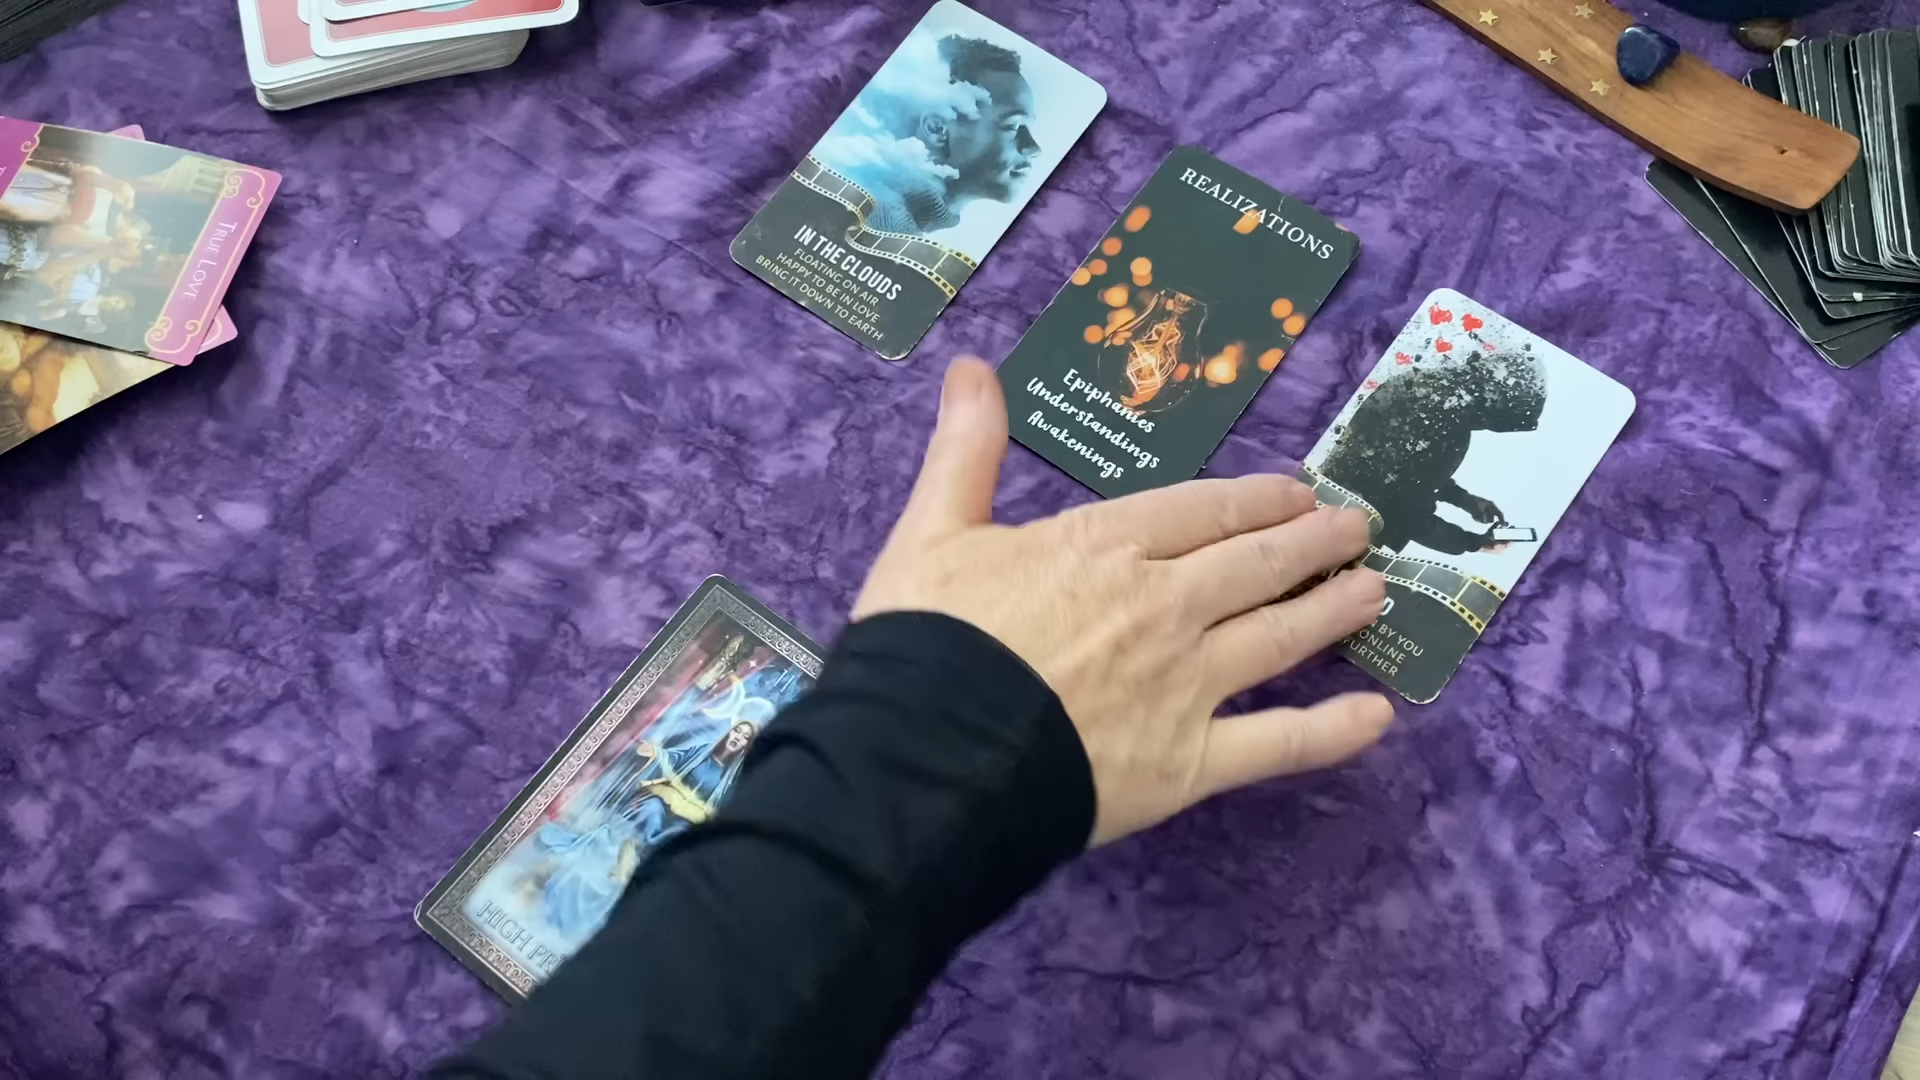 TRUE LOVE
IN THE CLOUDS
FLOATING ON AIR
HAPPY TO BE IN LOVE
BRING IT DOWN TO EARTH
REALIZATIONS
Epiphanies
Understandings
Awakenings
BY YOU
ONLINE
FURTHER
HIGH PR